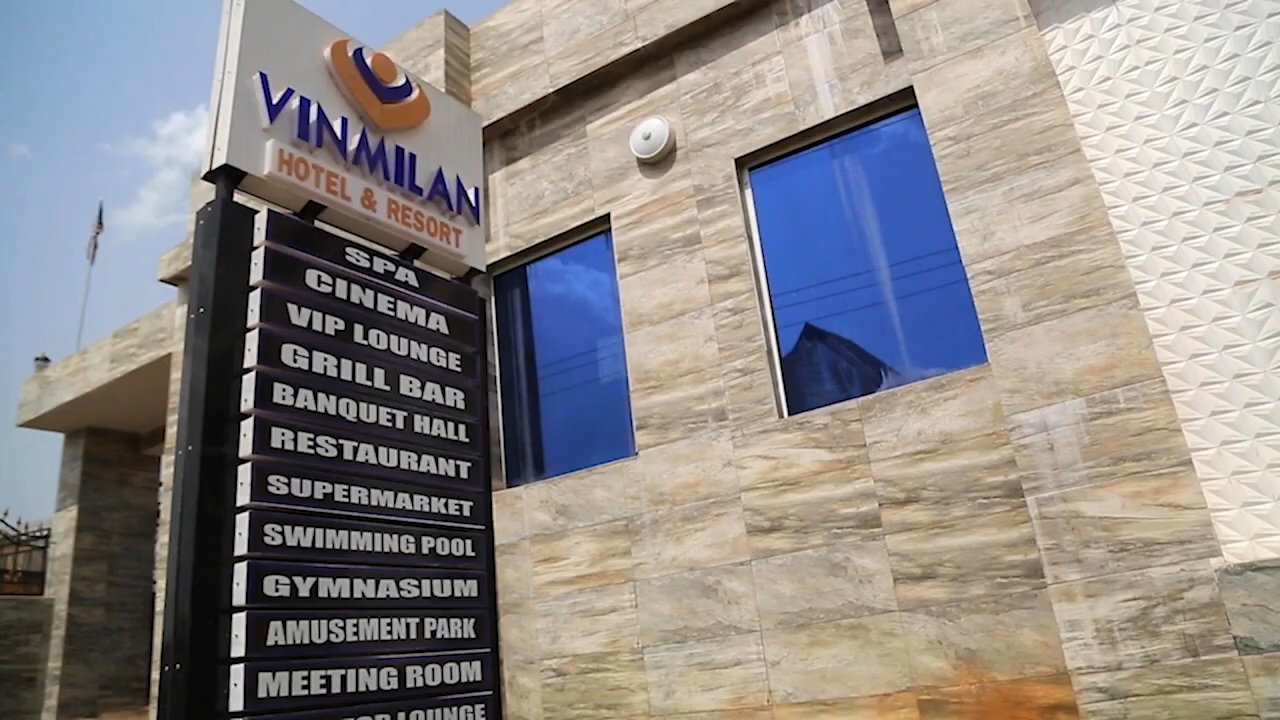 VINMILAN
HOTEL & RESORT
SPA
CINEMA
VIP LOUNGE
GRILL BAR
BANQUET HALL
RESTAURANT
SUPERMARKET
SWIMMING POOL
GYMNASIUM
AMUSEMENT PARK
MEETING ROOM
LOUNGE